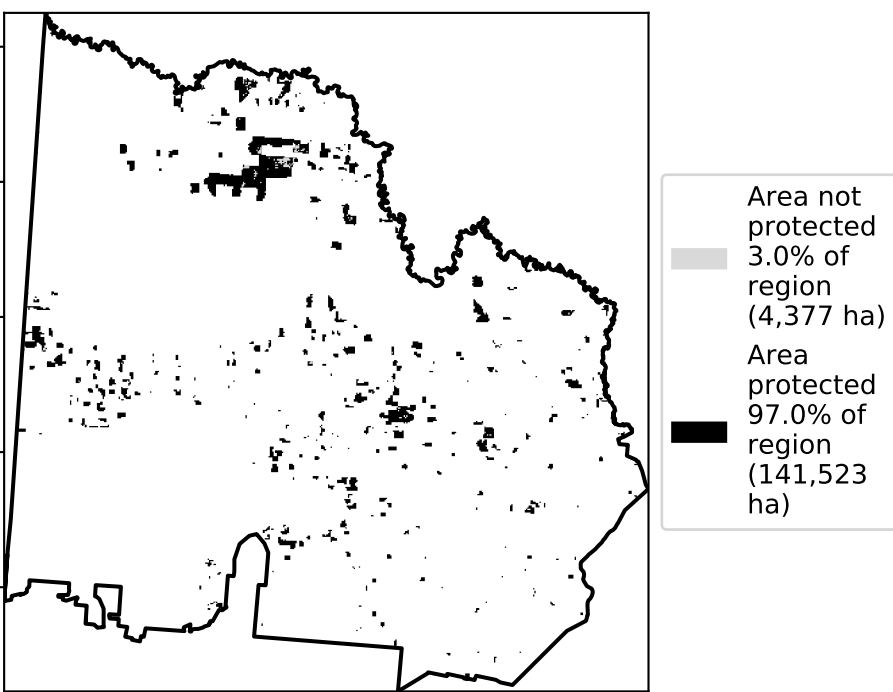 Area not
protected
3.0% of
region
(4,377 ha)
Area
protected
97.0% of
region
(141,523
ha)